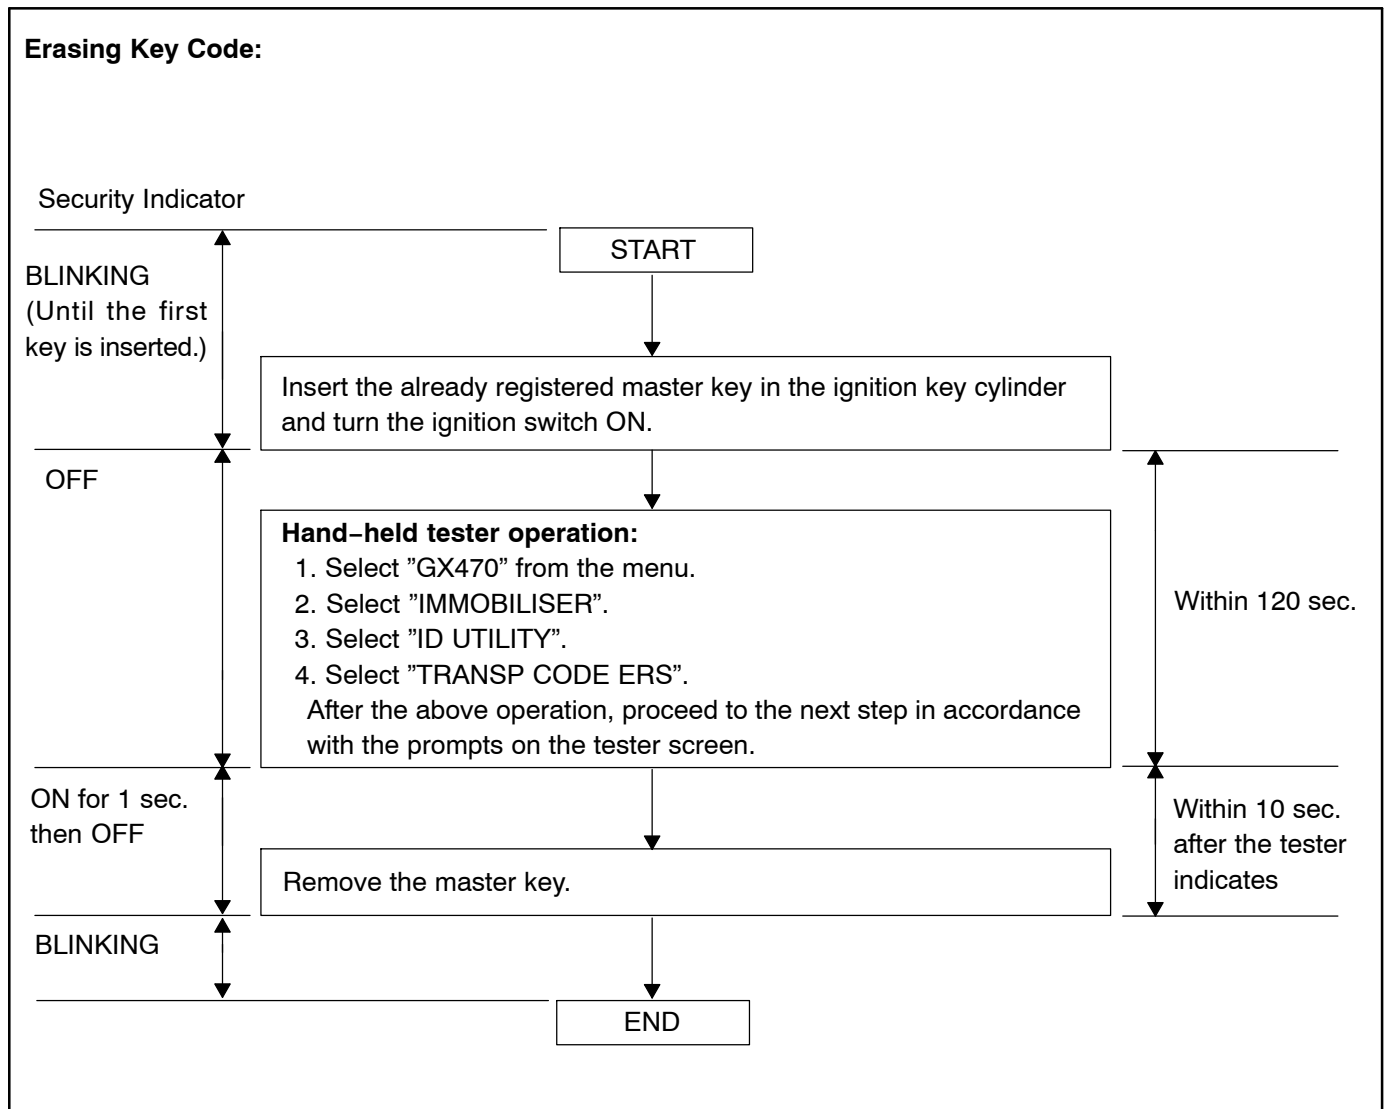 Erasing Key Code:
Security Indicator
START
BLINKING
(Until the first
key is inserted.)
Insert the already registered master key in the ignition key cylinder
and turn the ignition switch ON.
OFF
Hand−held tester operation:
1. Select ”GX470” from the menu.
2. Select ”IMMOBILISER”.
3. Select ”ID UTILITY”.
4. Select ”TRANSP CODE ERS”.
After the above operation, proceed to the next step in accordance
with the prompts on the tester screen.
Within 120 sec.
ON for 1 sec.
then OFF
Within 10 sec.
after the tester
indicates
Remove the master key.
BLINKING
END